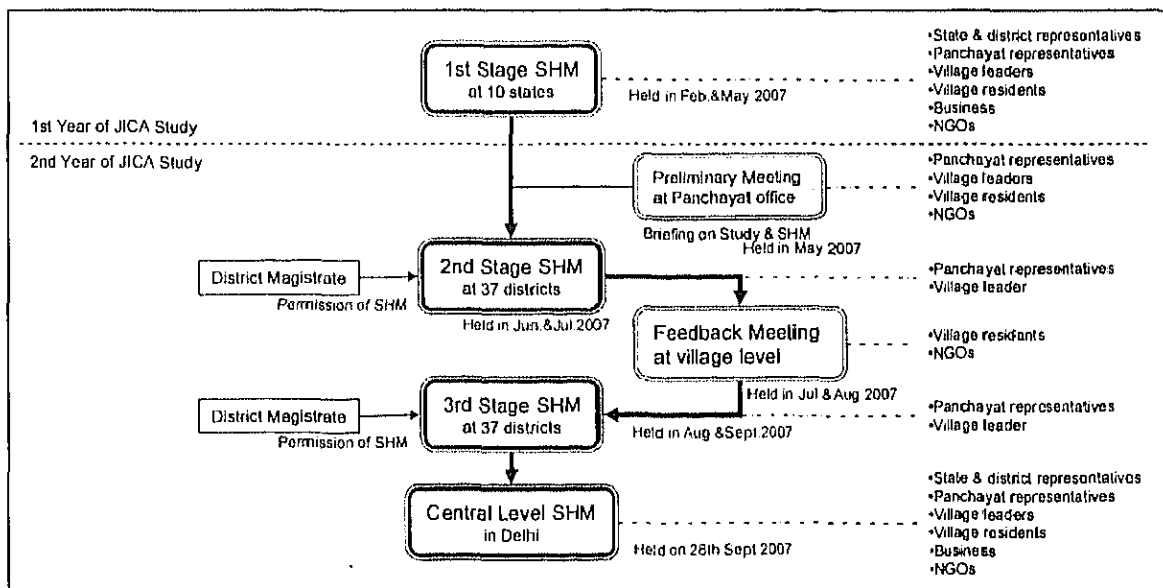 1st Stage SHM
at 10 states
Held in Feb.&May 2007
•State & district representatives
•Panchayat representatives
•Village leaders
•Village residents
•Business
•NGOs
1st Year of JICA Study
2nd Year of JICA Study
Preliminary Meeting
at Panchayat office
Briefing on Study & SHM
Held in May 2007
•Panchayat representatives
•Village leaders
•Village residents
•NGOs
District Magistrate
Permission of SHM
2nd Stage SHM
at 37 districts
Held in Jun.&Jul.2007
•Panchayat representatives
•Village leader
Feedback Meeting
at village level
Held in Jul &Aug 2007
•Village residents
•NGOs
District Magistrate
Permission of SHM
3rd Stage SHM
at 37 districts
Held in Aug &Sept.2007
•Panchayat representatives
•Village leader
Central Level SHM
in Delhi
Held on 28th Sept 2007
•State & district representatives
•Panchayat representatives
•Village leaders
•Village residents
•Business
•NGOs